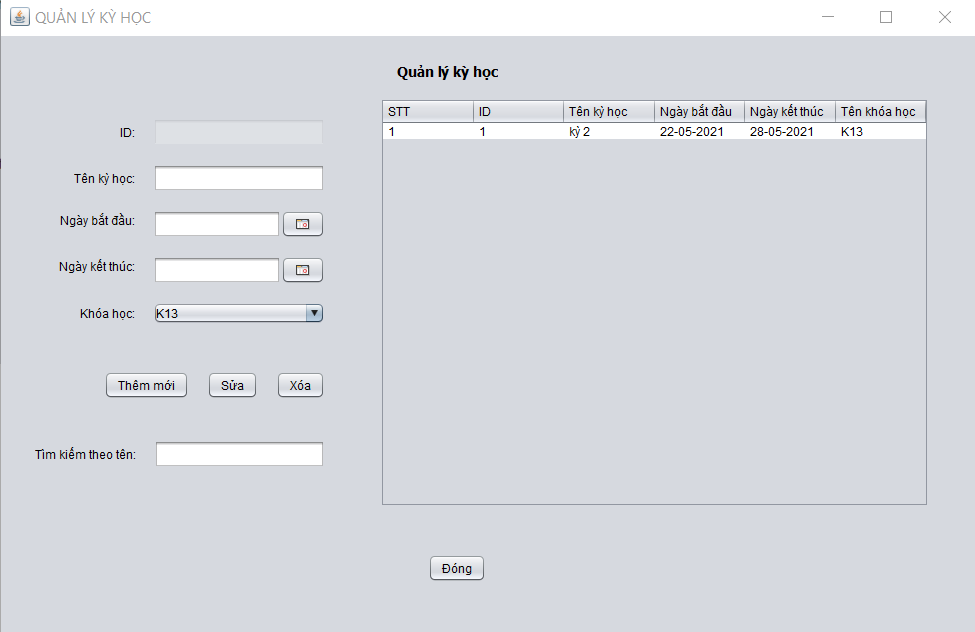 QUẢN LÝ KỲ HỌC
Quản lý kỳ học
ID:
Tên kỳ học:
Ngày bắt đầu:
Ngày kết thúc:
Khóa học: K13
Thêm mới Sửa Xóa
Tìm kiếm theo tên:
STT ID Tên kỳ học Ngày bắt đầu Ngày kết thúc Tên khóa học
1 1 kỳ 2 22-05-2021 28-05-2021 K13
Đóng